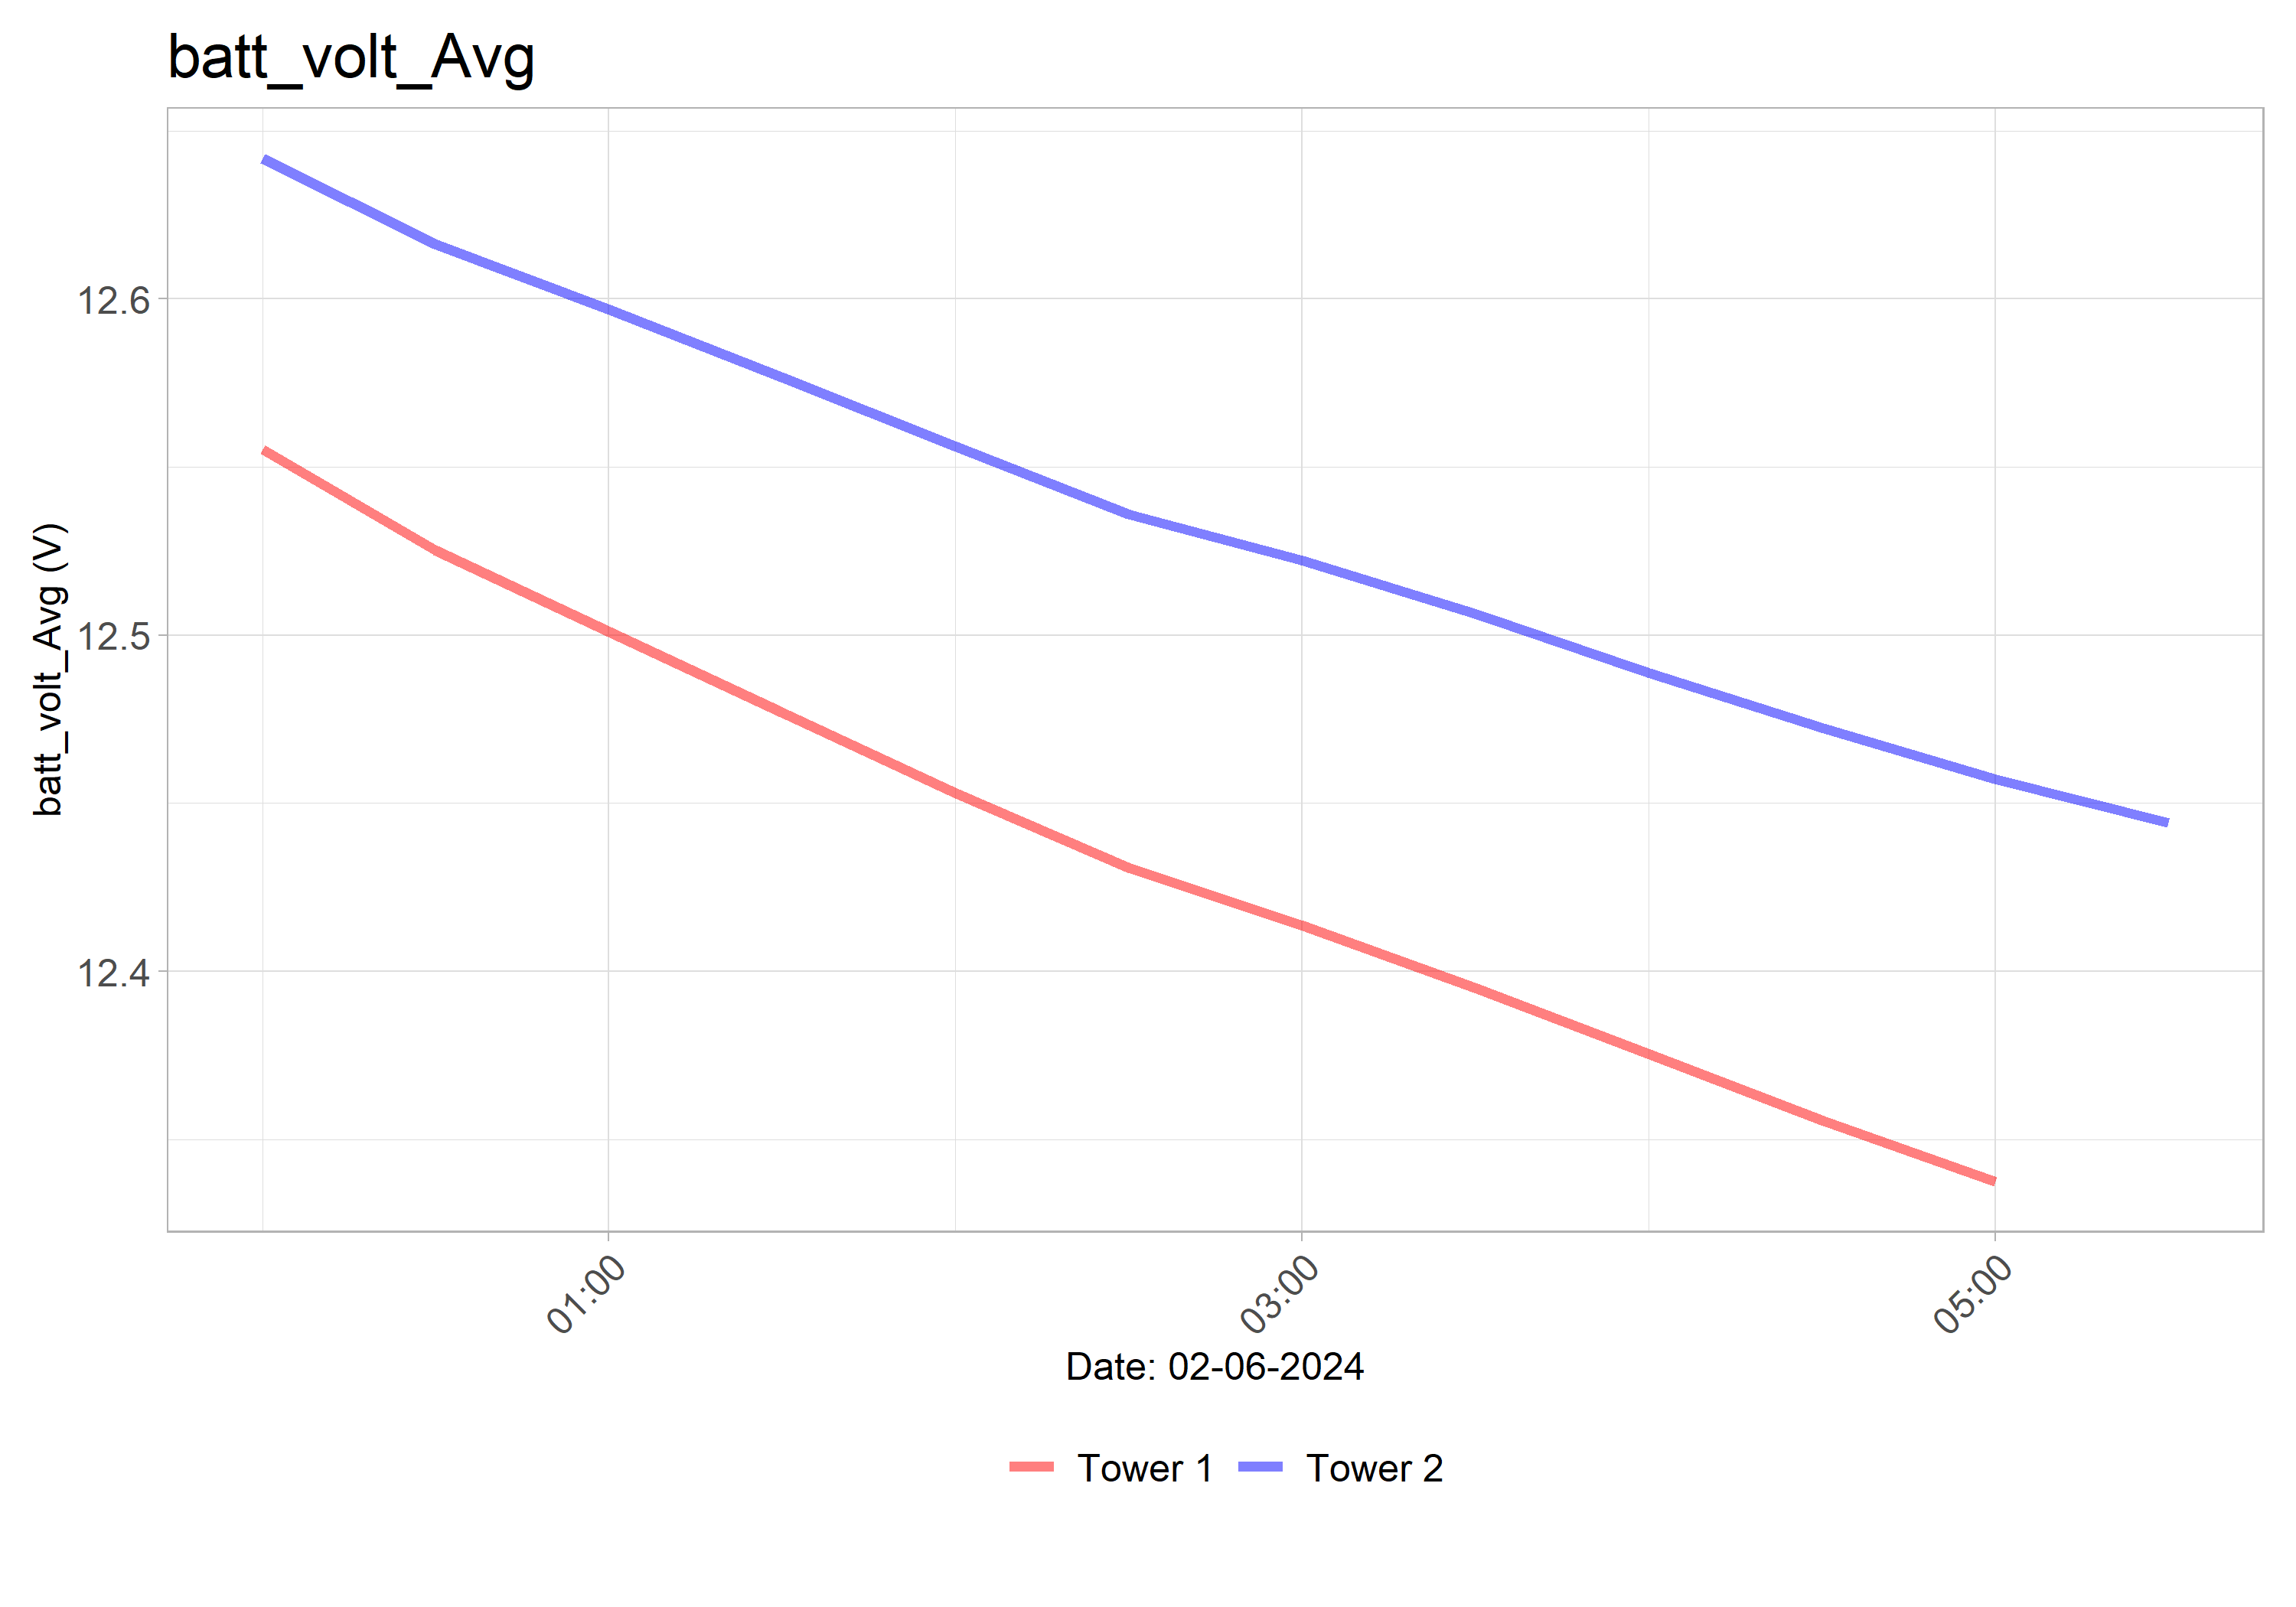 batt_volt_Avg
batt_volt_Avg (V)
12.6
12.5
12.4
01:00
03:00
05:00
Date: 02-06-2024
Tower 1
Tower 2